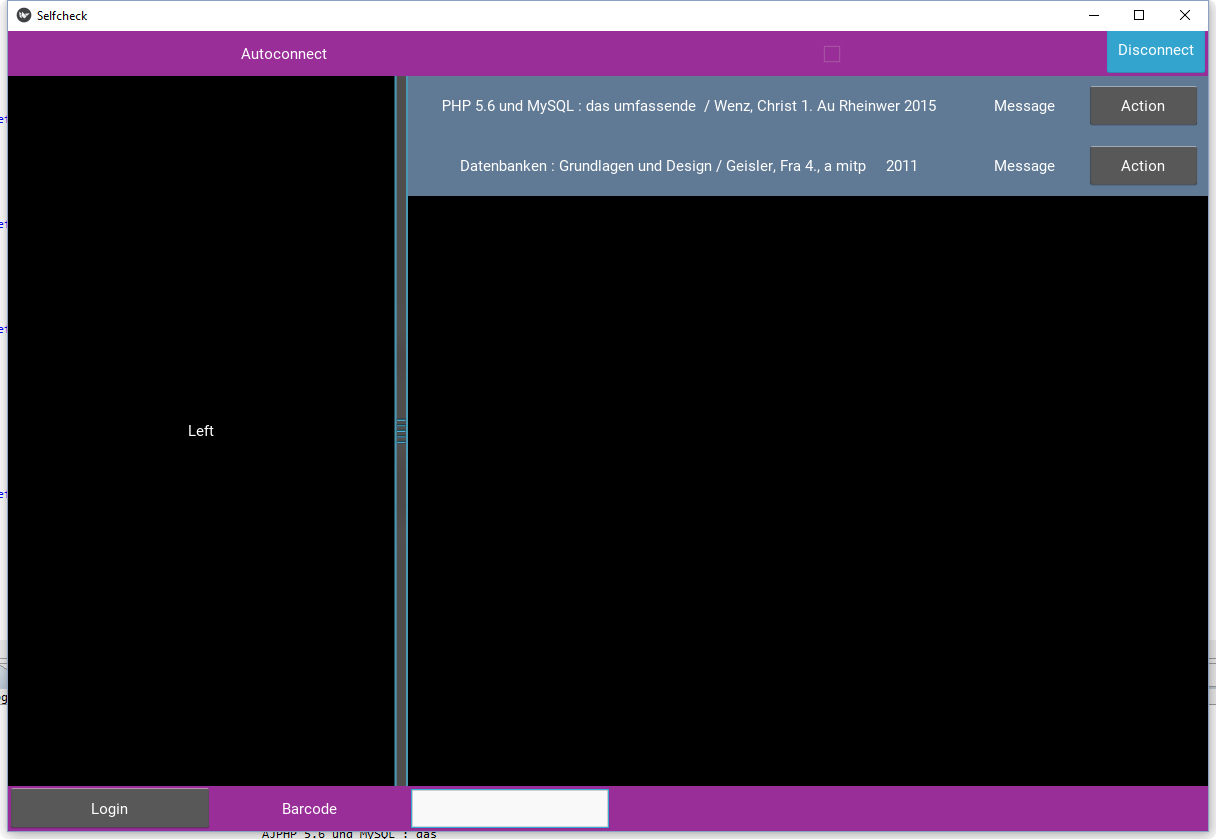 Selfcheck
Autoconnect
Disconnect
PHP 5.6 und MySQL : das umfassende / Wenz, Christ 1. Au Rheinwer 2015 Message Action
Datenbanken : Grundlagen und Design / Geisler, Fra 4., a mitp 2011 Message Action
Left
Login Barcode
AJPHP 5.6 und MySQL : das